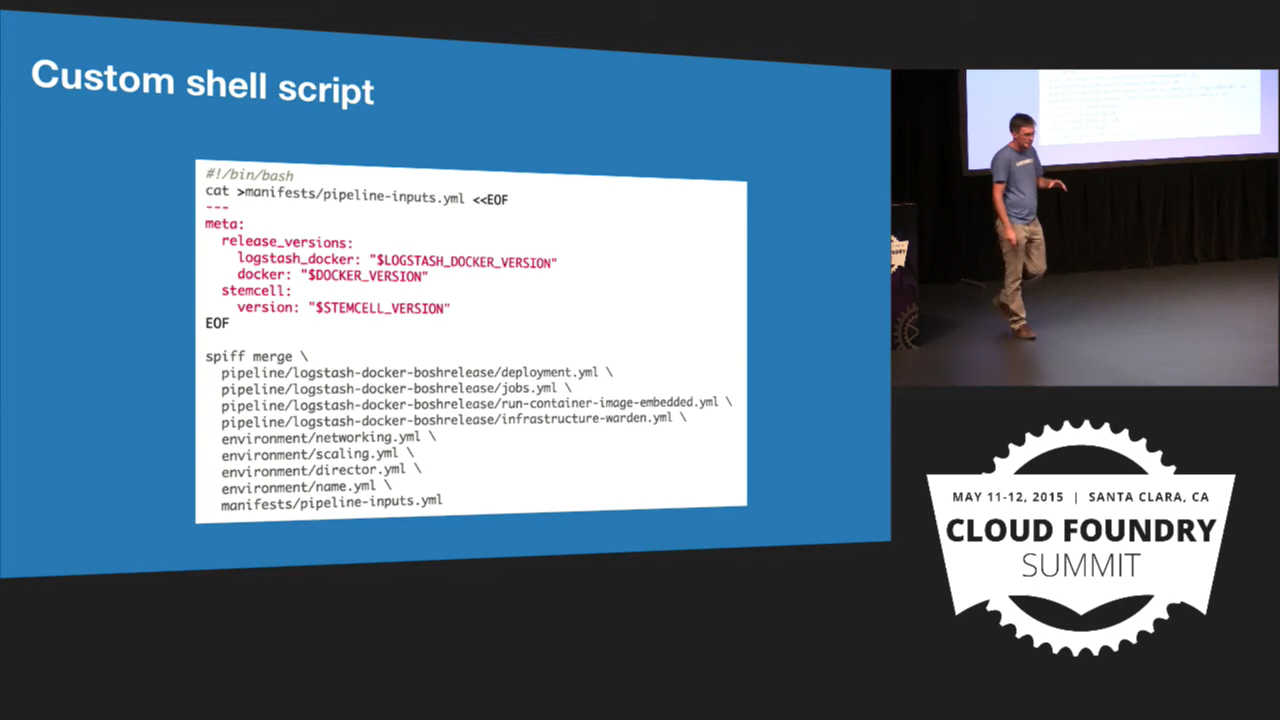 Custom shell script
#!/bin/bash
cat >manifests/pipeline-inputs.yml <<EOF
---
meta:
  release_versions:
    logstash_docker: "$LOGSTASH_DOCKER_VERSION"
    docker: "$DOCKER_VERSION"
  stemcell:
    version: "$STEMCELL_VERSION"
EOF
spiff merge \
  pipeline/logstash-docker-boshrelease/deployment.yml \
  pipeline/logstash-docker-boshrelease/jobs.yml \
  pipeline/logstash-docker-boshrelease/run-container-image-embedded.yml \
  pipeline/logstash-docker-boshrelease/infrastructure-warden.yml \
  environment/networking.yml \
  environment/scaling.yml \
  environment/director.yml \
  environment/name.yml \
  manifests/pipeline-inputs.yml
MAY 11-12, 2015 | SANTA CLARA, CA
CLOUD FOUNDRY
SUMMIT